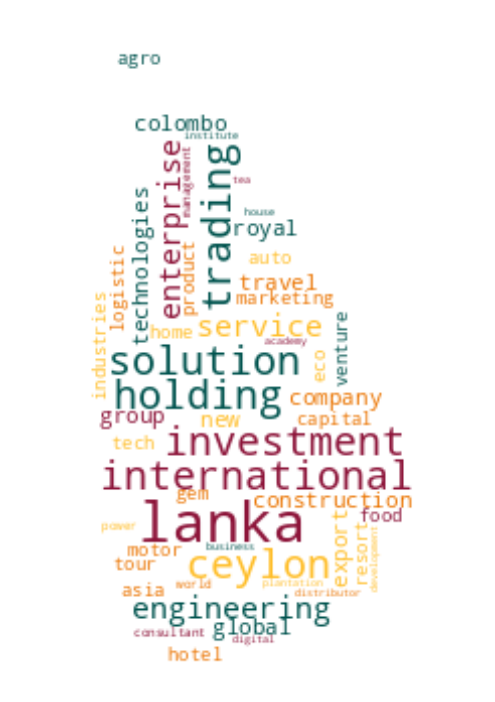 agro
colombo
institute
enterprise
management
trading
tea
technologies
house
royal
logistic
product
auto
travel
industries
marketing
home
service
venture
academy
solution
eco
holding
company
group
new
capital
tech
investment
international
gem
construction
lanka
food
power
export
resort
development
motor
business
tour
ceylon
asia
world
plantation
distributor
engineering
global
consultant
digital
hotel